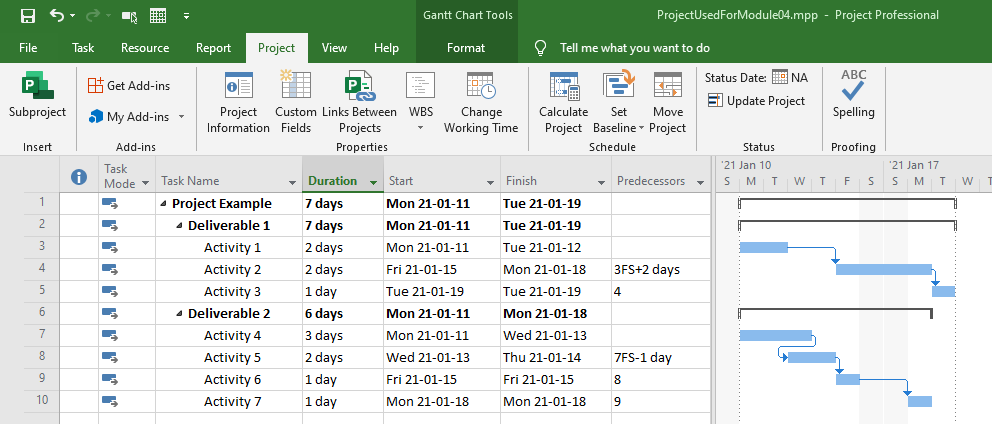 Gantt Chart Tools
ProjectUsedForModule04.mpp - Project Professional
File Task Resource Report Project View Help Format Tell me what you want to do
Subproject
Insert
Get Add-ins
My Add-ins
Add-ins
Project Information
Custom Fields
Links Between Projects
WBS
Change Working Time
Properties
Calculate Project
Set Baseline
Move Project
Schedule
Status Date: NA
Update Project
Status
ABC
Spelling
Proofing
Task Mode Task Name Duration Start Finish Predecessors
'21 Jan 10 '21 Jan 17
S M T W T F S S M T W T
1 Project Example 7 days Mon 21-01-11 Tue 21-01-19
2 Deliverable 1 7 days Mon 21-01-11 Tue 21-01-19
3 Activity 1 2 days Mon 21-01-11 Tue 21-01-12
4 Activity 2 2 days Fri 21-01-15 Mon 21-01-18 3FS+2 days
5 Activity 3 1 day Tue 21-01-19 Tue 21-01-19 4
6 Deliverable 2 6 days Mon 21-01-11 Mon 21-01-18
7 Activity 4 3 days Mon 21-01-11 Wed 21-01-13
8 Activity 5 2 days Wed 21-01-13 Thu 21-01-14 7FS-1 day
9 Activity 6 1 day Fri 21-01-15 Fri 21-01-15 8
10 Activity 7 1 day Mon 21-01-18 Mon 21-01-18 9